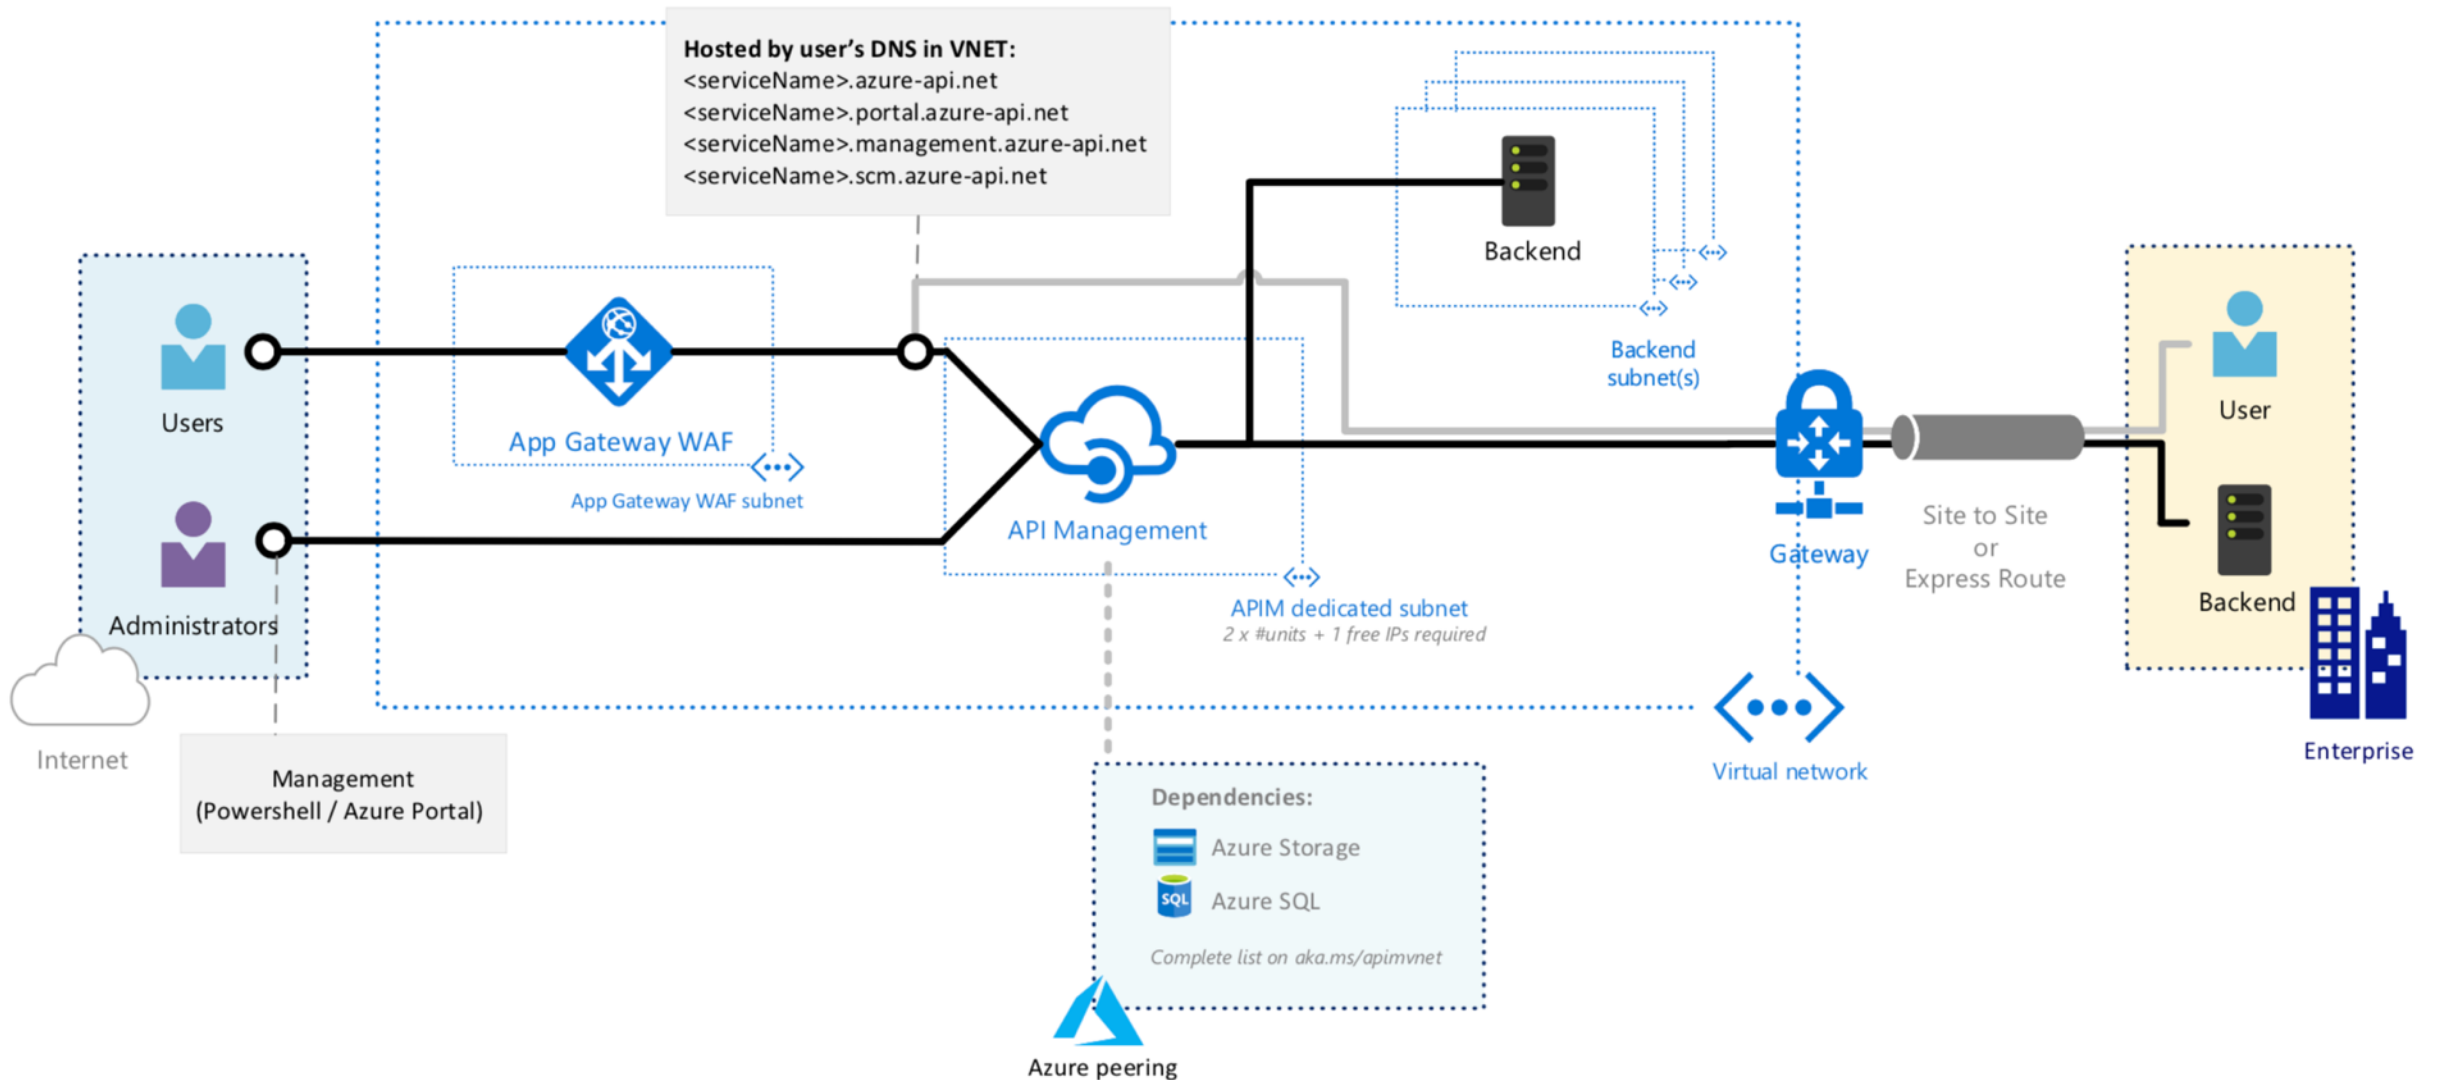 Hosted by user's DNS in VNET:
<serviceName>.azure-api.net
<serviceName>.portal.azure-api.net
<serviceName>.management.azure-api.net
<serviceName>.scm.azure-api.net
Backend
Backend
subnet(s)
Users
App Gateway WAF
App Gateway WAF subnet
Administrators
Internet
Management
(Powershell / Azure Portal)
API Management
APIM dedicated subnet
2 x #units + 1 free IPs required
Gateway
Site to Site
or
Express Route
User
Backend
Enterprise
Virtual network
Dependencies:
Azure Storage
SQL
Azure SQL
Complete list on aka.ms/apimvnet
Azure peering